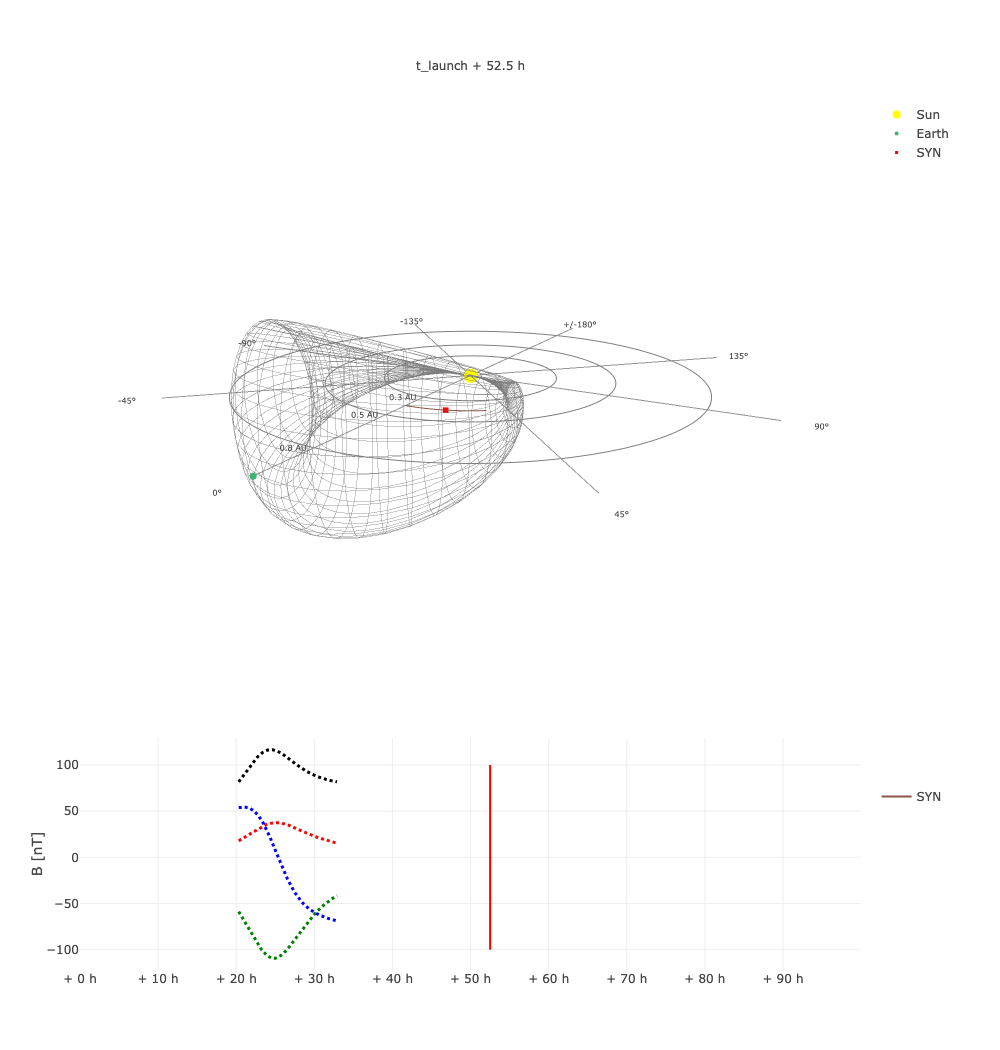 t_launch + 52.5 h
Sun
Earth
SYN
-135°
+/-180°
-90°
135°
-45°
0.3 AU
0.5 AU
90°
0.8 AU
0°
45°
100
50
0
−50
−100
B [nT]
SYN
+ 0 h
+ 10 h
+ 20 h
+ 30 h
+ 40 h
+ 50 h
+ 60 h
+ 70 h
+ 80 h
+ 90 h